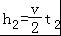 h₂=v/2 t₂